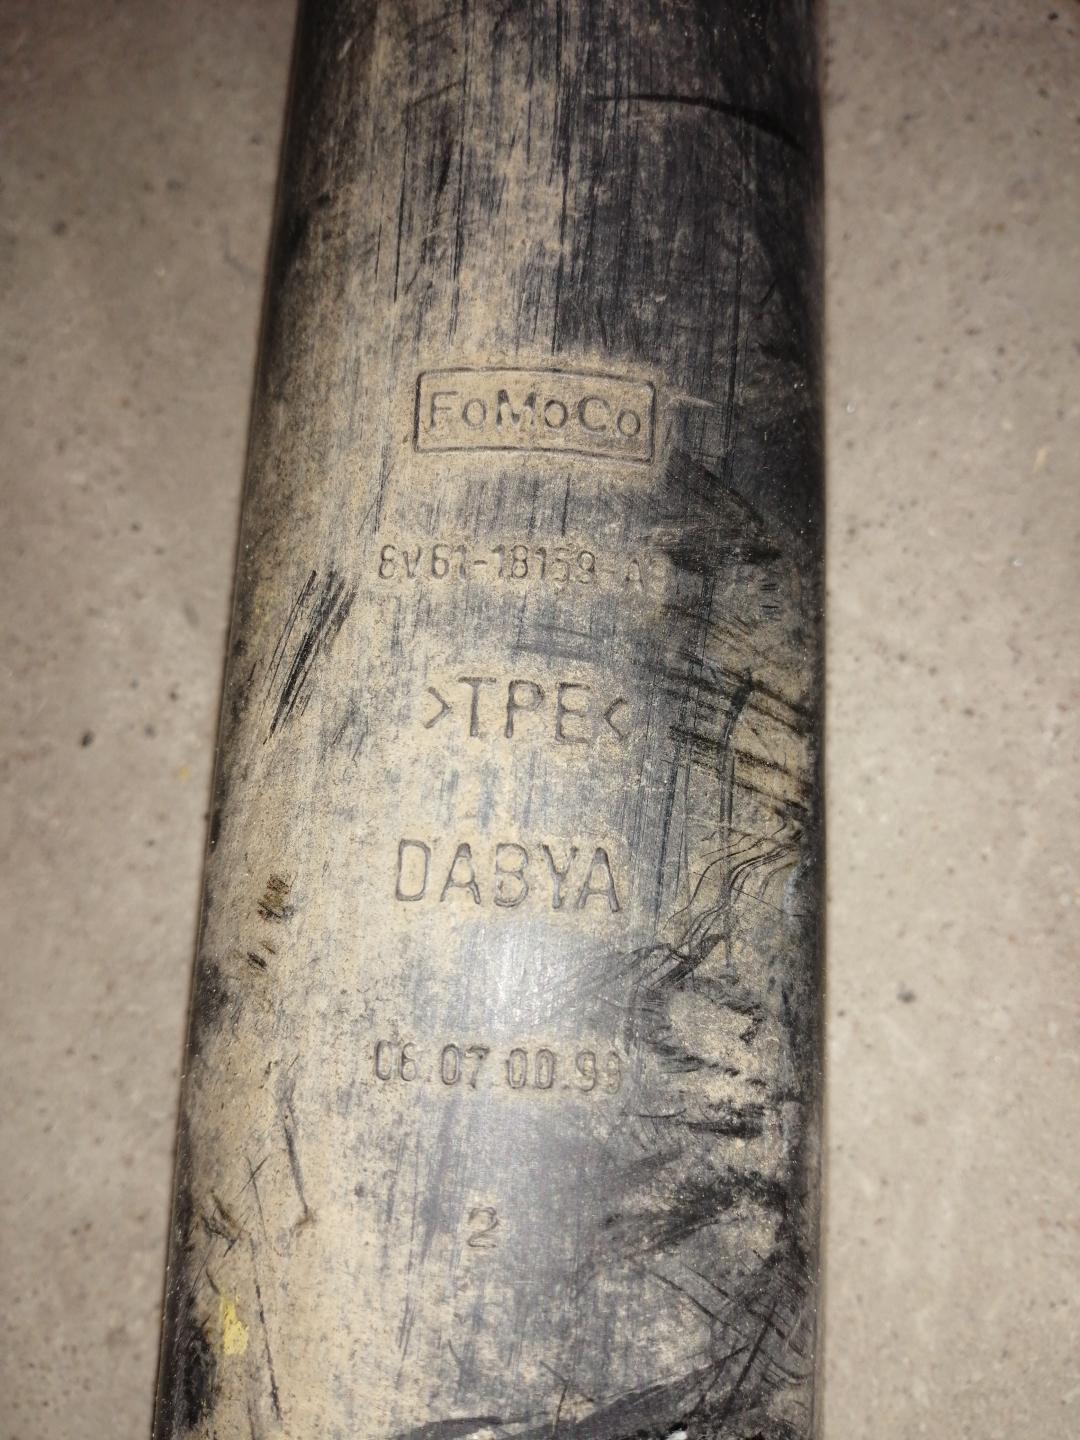 FoMoCo
8V61-18159-A
>TPE<
DABYA
06.07.00.99
2